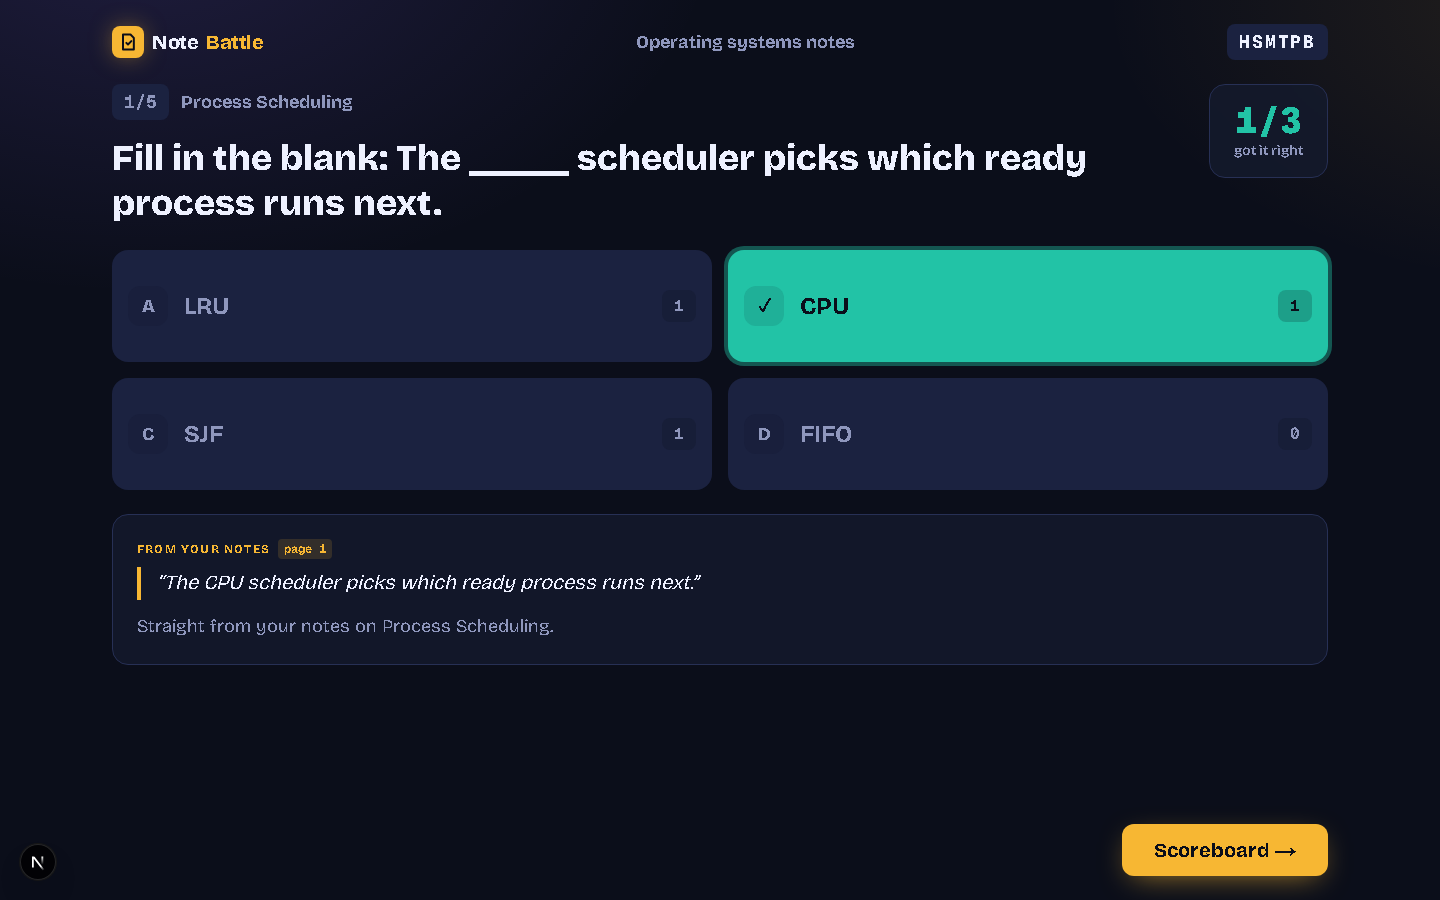 Note Battle
Operating systems notes
HSMTPB
1/5 Process Scheduling
1/3
got it right
Fill in the blank: The _____ scheduler picks which ready
process runs next.
A LRU 1
✓ CPU 1
C SJF 1
D FIFO 0
FROM YOUR NOTES page 1
“The CPU scheduler picks which ready process runs next.”
Straight from your notes on Process Scheduling.
Scoreboard →
N